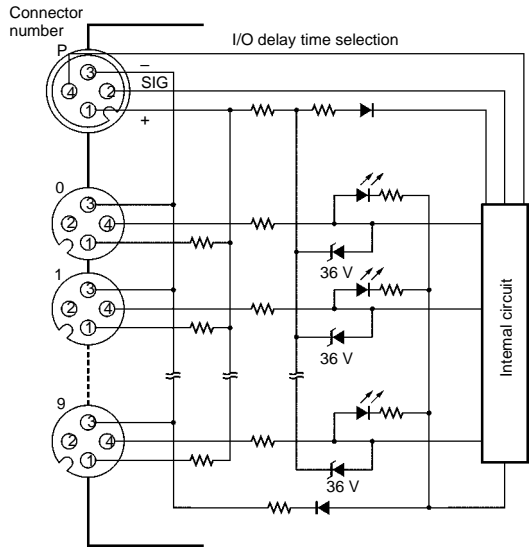 Connector
number
I/O delay time selection
P
–
3
SIG
4
2
1
+
0
3
2
4
1
36 V
1
3
2
4
1
36 V
9
3
2
4
1
36 V
Internal circuit